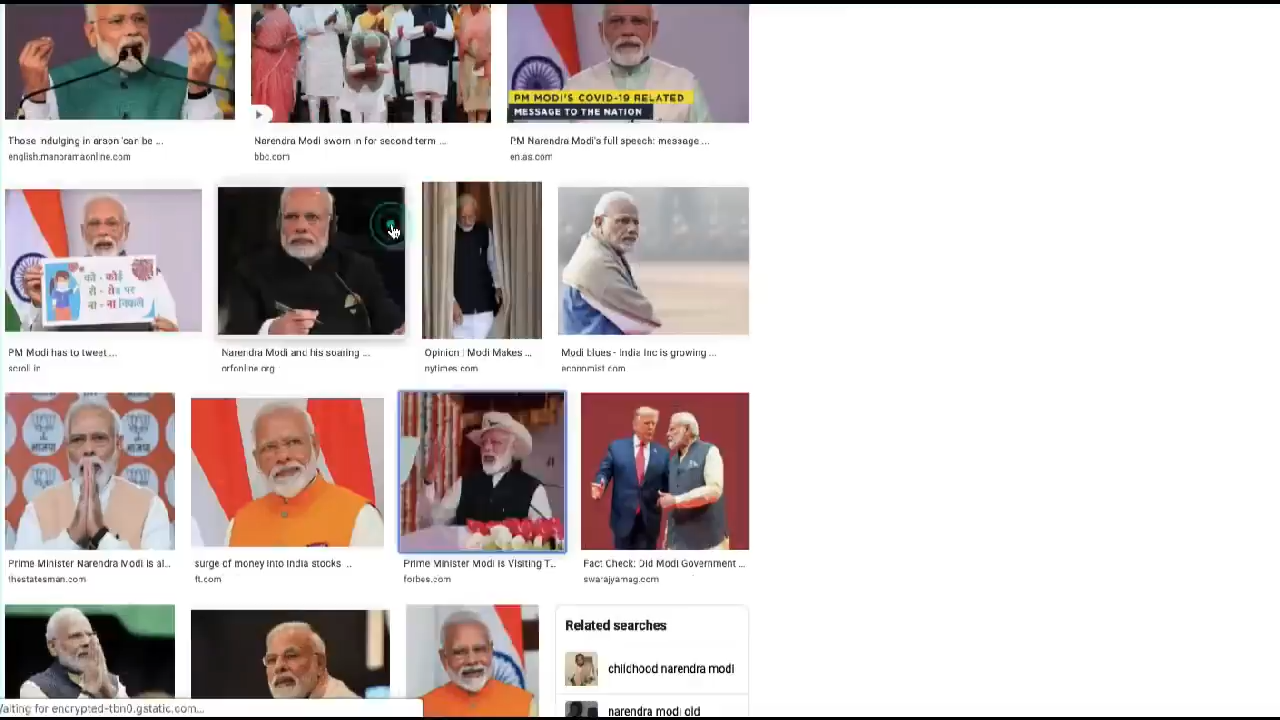 PM MODI'S COVID-19 RELATED
MESSAGE TO THE NATION
Those indulging in arson 'can be ...
english.manoramaonline.com
Narendra Modi sworn in for second term ...
bbc.com
PM Narendra Modi's full speech: message ...
en.as.com
को - कोई
रो - रोड पर
ना - ना निकले
PM Modi has to tweet ...
scroll.in
Narendra Modi and his soaring ...
orfonline.org
Opinion | Modi Makes ...
nytimes.com
Modi blues - India Inc is growing ...
economist.com
भाजपा
Prime Minister Narendra Modi is al...
thestatesman.com
surge of money into India stocks ...
ft.com
Prime Minister Modi Is Visiting T...
forbes.com
Fact Check: Did Modi Government ...
swarajyamag.com
Related searches
childhood narendra modi
narendra modi old
Waiting for encrypted-tbn0.gstatic.com...